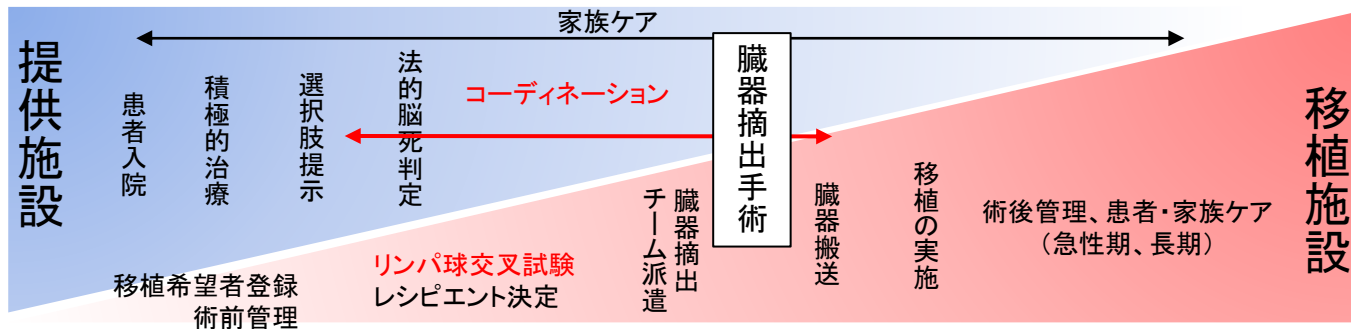 家族ケア
提供施設
患者入院
積極的治療
選択肢提示
法的脳死判定
コーディネーション
臓器摘出手術
移植施設
移植希望者登録
術前管理
リンパ球交叉試験
レシピエント決定
臓器摘出
チーム派遣
臓器搬送
移植の実施
術後管理、患者・家族ケア
（急性期、長期）